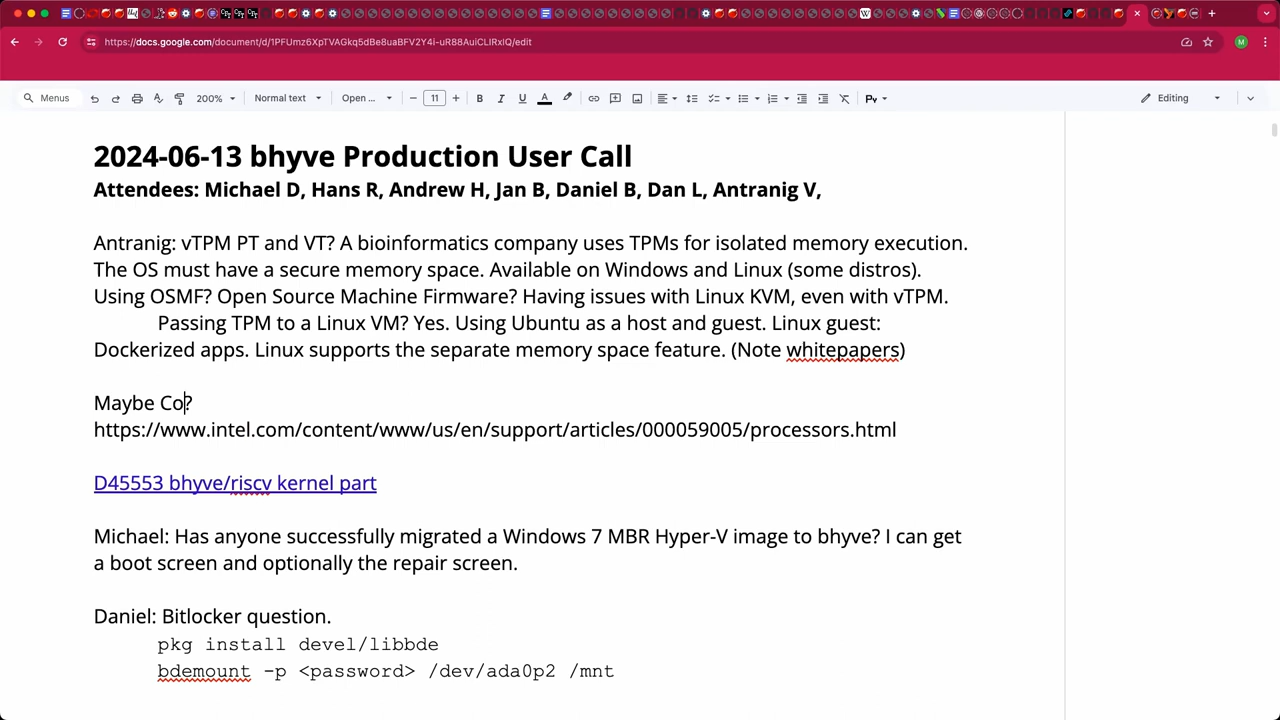 https://docs.google.com/document/d/1PFUmz6XpTVAGkq5dBe8uaBFV2Y4i-uR88AuiCLIRxIQ/edit
M
Menus
200%
Normal text
Open ...
11
B
I
U
A
Editing
2024-06-13 bhyve Production User Call
Attendees: Michael D, Hans R, Andrew H, Jan B, Daniel B, Dan L, Antranig V,
Antranig: vTPM PT and VT? A bioinformatics company uses TPMs for isolated memory execution.
The OS must have a secure memory space. Available on Windows and Linux (some distros).
Using OSMF? Open Source Machine Firmware? Having issues with Linux KVM, even with vTPM.
Passing TPM to a Linux VM? Yes. Using Ubuntu as a host and guest. Linux guest:
Dockerized apps. Linux supports the separate memory space feature. (Note whitepapers)
Maybe Co?
https://www.intel.com/content/www/us/en/support/articles/000059005/processors.html
D45553 bhyve/riscv kernel part
Michael: Has anyone successfully migrated a Windows 7 MBR Hyper-V image to bhyve? I can get
a boot screen and optionally the repair screen.
Daniel: Bitlocker question.
pkg install devel/libbde
bdemount -p <password> /dev/ada0p2 /mnt